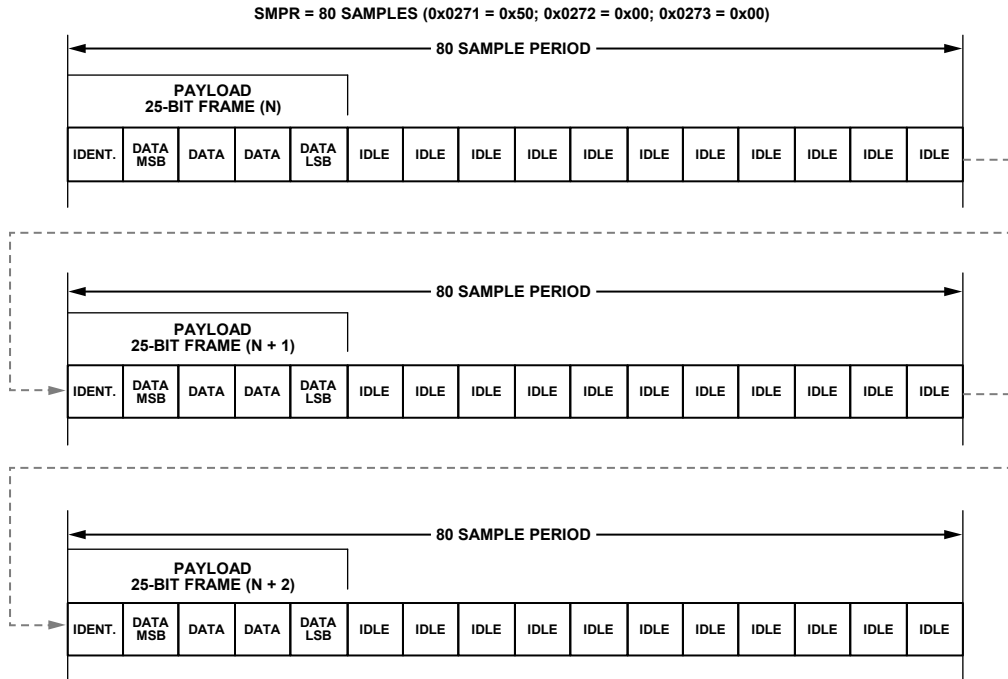 SMPR = 80 SAMPLES (0x0271 = 0x50; 0x0272 = 0x00; 0x0273 = 0x00)
80 SAMPLE PERIOD
PAYLOAD
25-BIT FRAME (N)
IDENT. DATA MSB DATA DATA DATA LSB IDLE IDLE IDLE IDLE IDLE IDLE IDLE IDLE IDLE IDLE IDLE
80 SAMPLE PERIOD
PAYLOAD
25-BIT FRAME (N + 1)
IDENT. DATA MSB DATA DATA DATA LSB IDLE IDLE IDLE IDLE IDLE IDLE IDLE IDLE IDLE IDLE IDLE
80 SAMPLE PERIOD
PAYLOAD
25-BIT FRAME (N + 2)
IDENT. DATA MSB DATA DATA DATA LSB IDLE IDLE IDLE IDLE IDLE IDLE IDLE IDLE IDLE IDLE IDLE